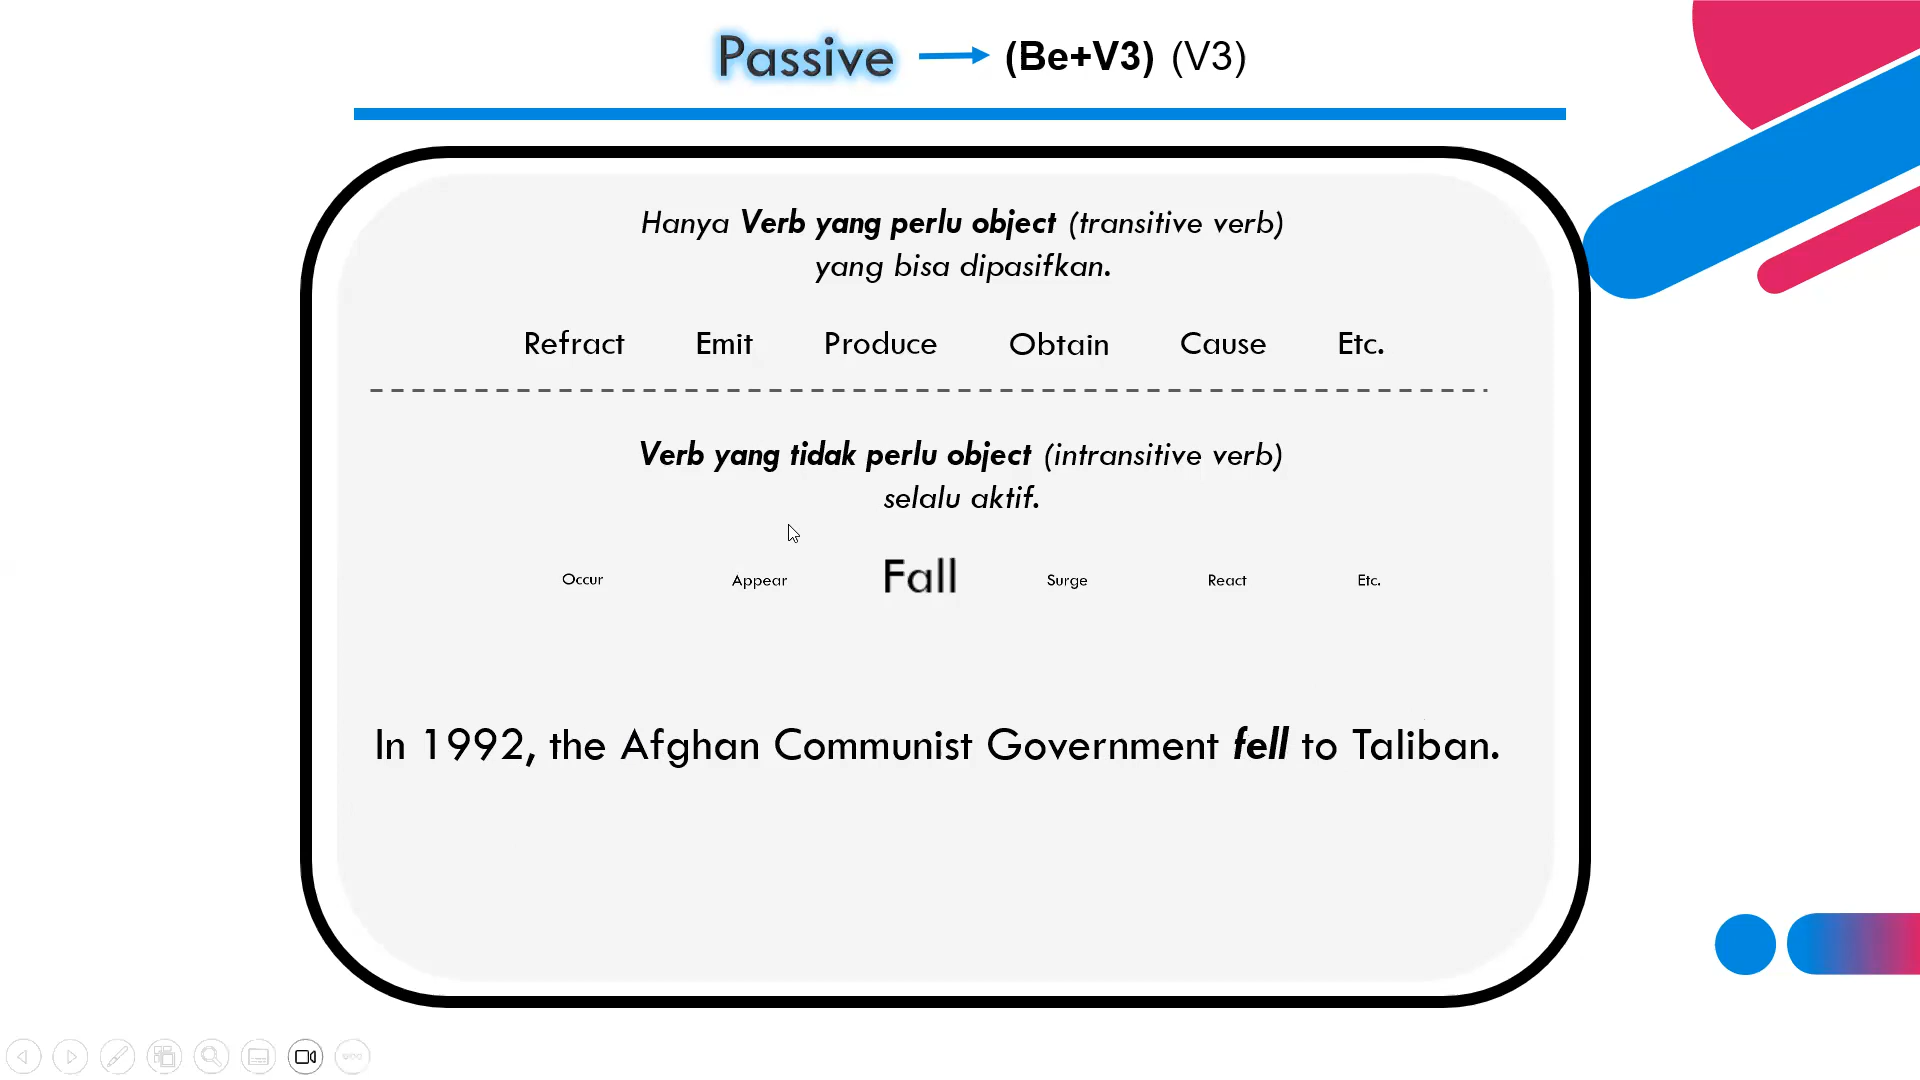 Passive (Be+V3) (V3)
Hanya Verb yang perlu object (transitive verb)
yang bisa dipasifkan.
Refract Emit Produce Obtain Cause Etc.
Verb yang tidak perlu object (intransitive verb)
selalu aktif.
Occur Appear Fall Surge React Etc.
In 1992, the Afghan Communist Government fell to Taliban.